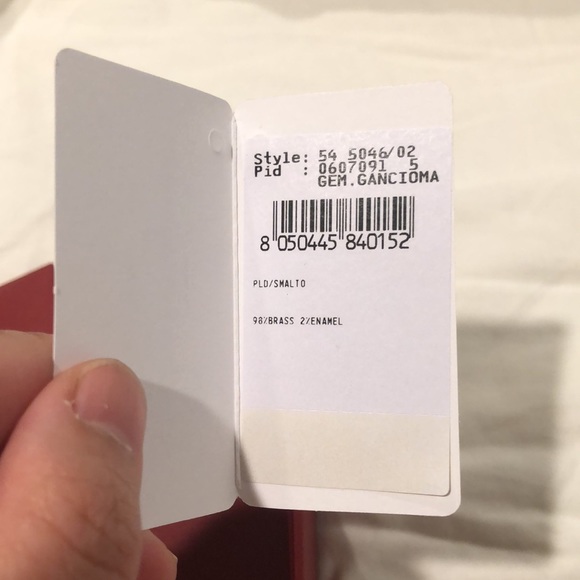 Style: 54 5046/02
Pid : 0607091 5
GEM.GANCIOMA
8 050445 840152
PLD/SMALTO
98%BRASS 2%ENAMEL